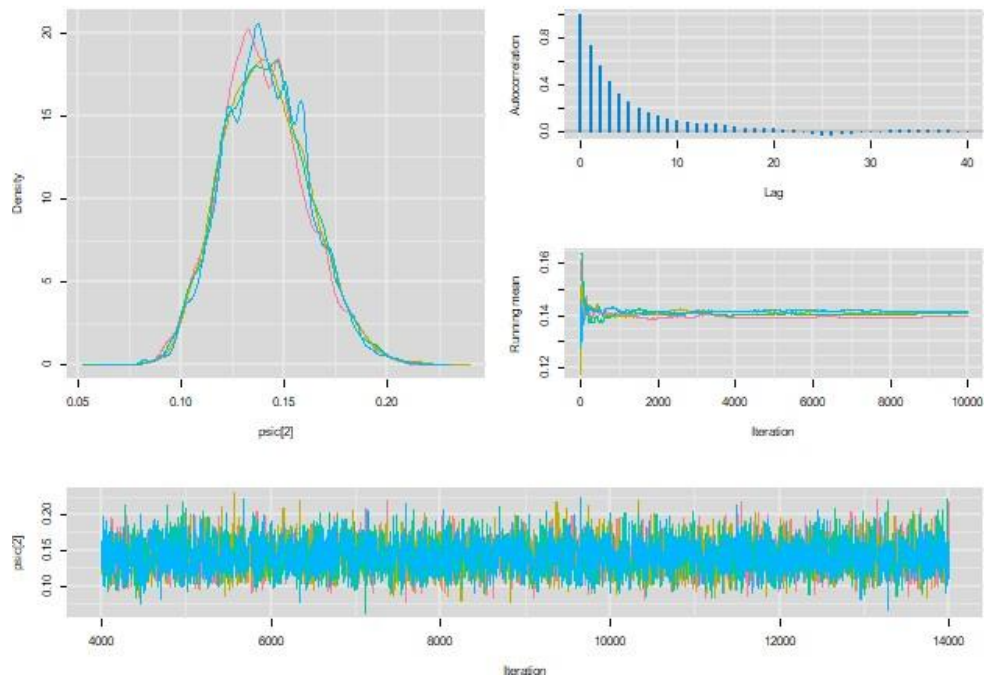 Density
0 5 10 15 20
0.05 0.10 0.15 0.20
psic[2]
Autocorrelation
0.0 0.4 0.8
0 10 20 30 40
Lag
Running mean
0.12 0.14 0.16
0 2000 4000 6000 8000 10000
Iteration
psic[2]
0.10 0.15 0.20
4000 6000 8000 10000 12000 14000
Iteration